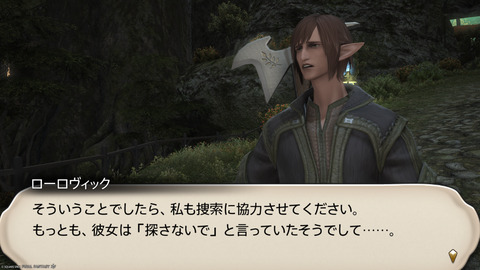 ローロヴィック
そういうことでしたら、私も捜索に協力させてください。
もっとも、彼女は「探さないで」と言っていたそうでして……。